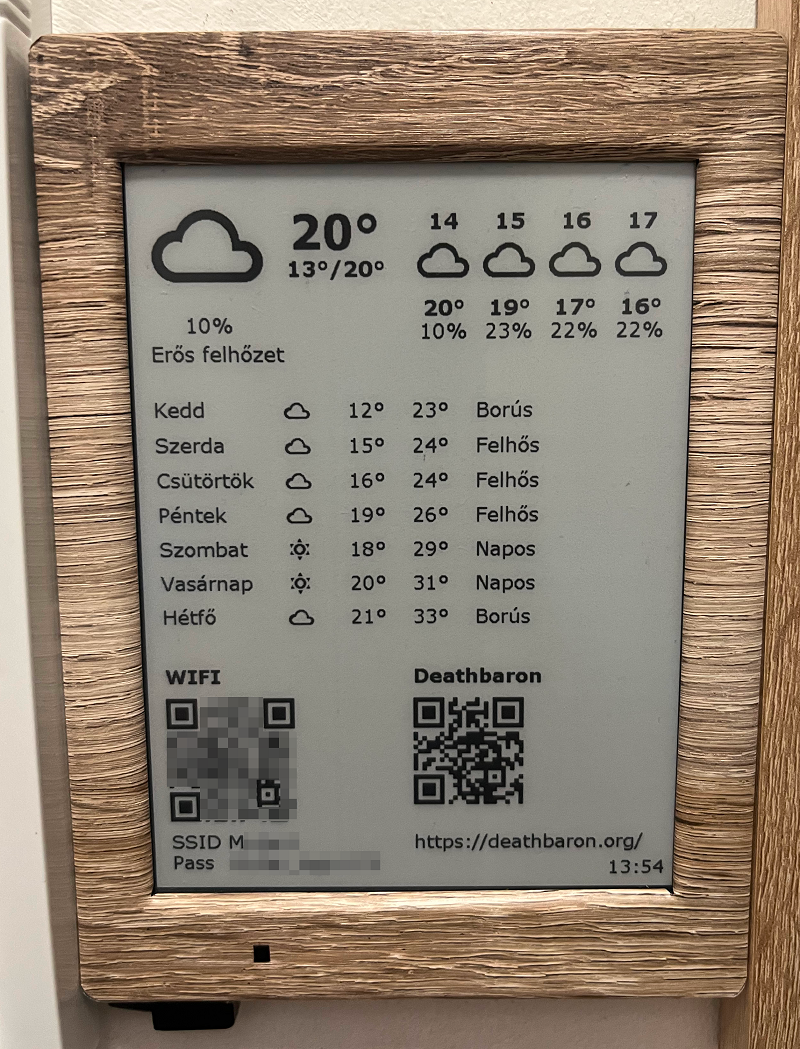 20°
13°/20°
10%
Erős felhőzet
14 15 16 17
20° 19° 17° 16°
10% 23% 22% 22%
Kedd 12° 23° Borús
Szerda 15° 24° Felhős
Csütörtök 16° 24° Felhős
Péntek 19° 26° Felhős
Szombat 18° 29° Napos
Vasárnap 20° 31° Napos
Hétfő 21° 33° Borús
WIFI
SSID M
Pass
Deathbaron
https://deathbaron.org/
13:54